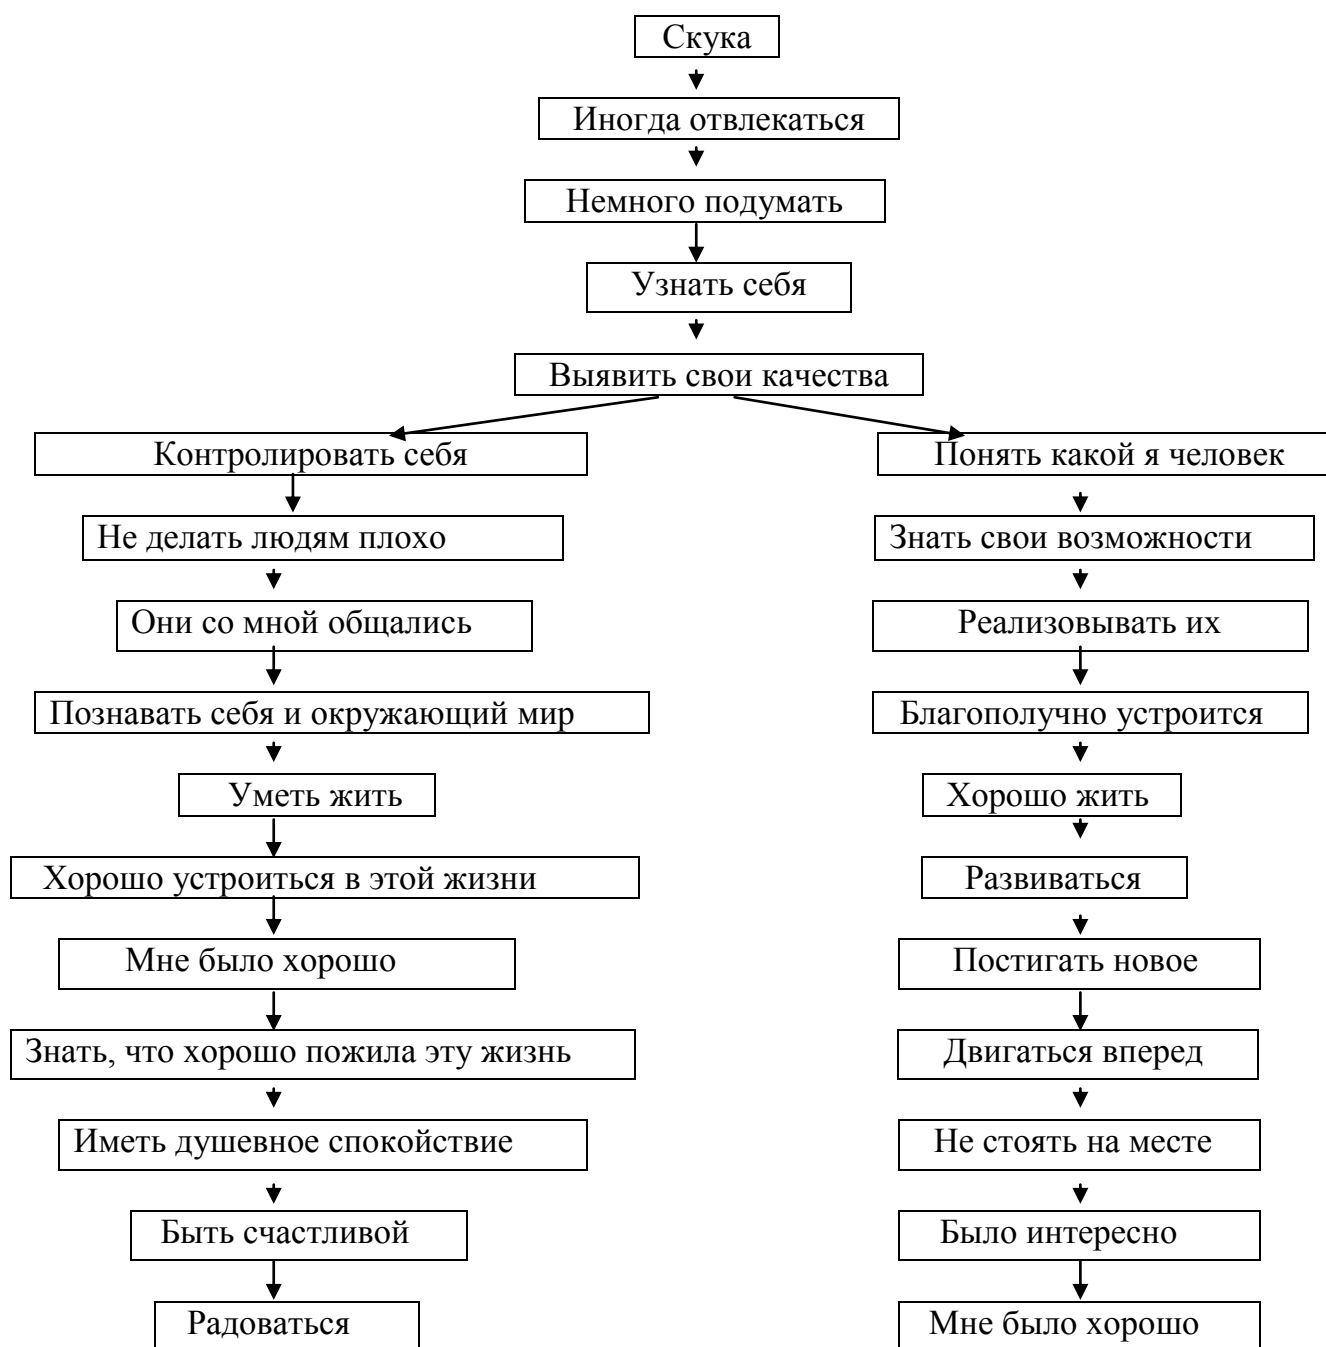 Скука
Иногда отвлекаться
Немного подумать
Узнать себя
Выявить свои качества
Контролировать себя
Понять какой я человек
Не делать людям плохо
Знать свои возможности
Они со мной общались
Реализовывать их
Познавать себя и окружающий мир
Благополучно устроится
Уметь жить
Хорошо жить
Хорошо устроиться в этой жизни
Развиваться
Мне было хорошо
Постигать новое
Знать, что хорошо пожила эту жизнь
Двигаться вперед
Иметь душевное спокойствие
Не стоять на месте
Быть счастливой
Было интересно
Радоваться
Мне было хорошо